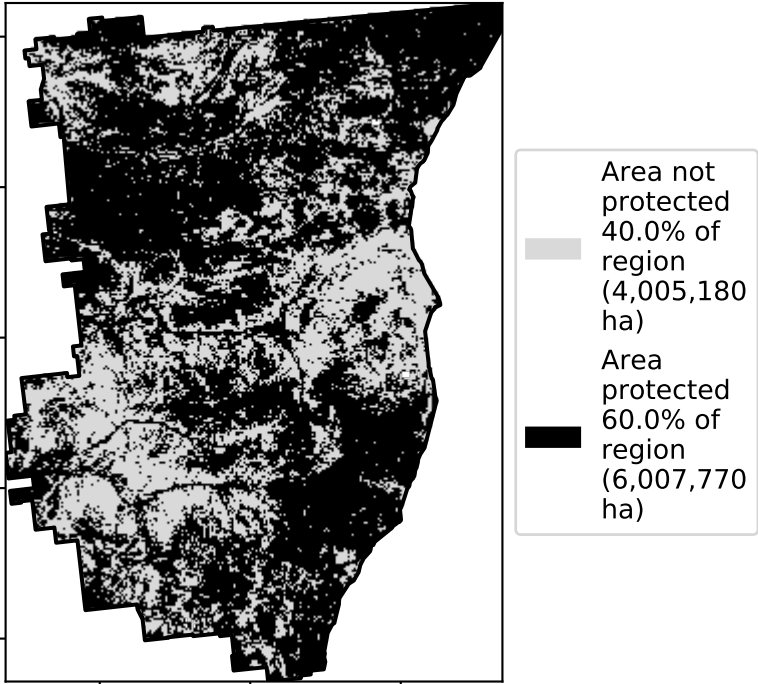 Area not
protected
40.0% of
region
(4,005,180
ha)
Area
protected
60.0% of
region
(6,007,770
ha)